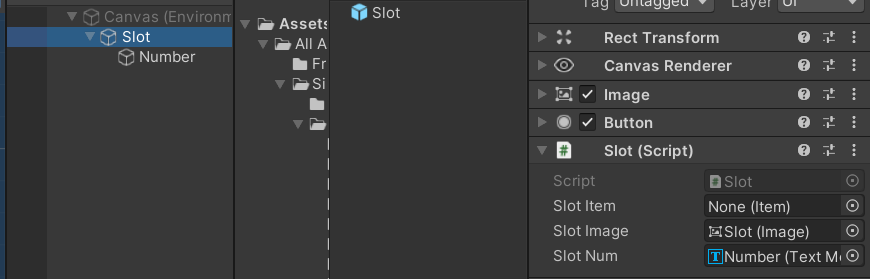 Canvas (Environm
Slot
Number
Assets
All A
Fr
Si
Slot
Tag Untagged Layer UI
Rect Transform
Canvas Renderer
Image
Button
# Slot (Script)
Script # Slot
Slot Item None (Item)
Slot Image Slot (Image)
Slot Num T Number (Text Me